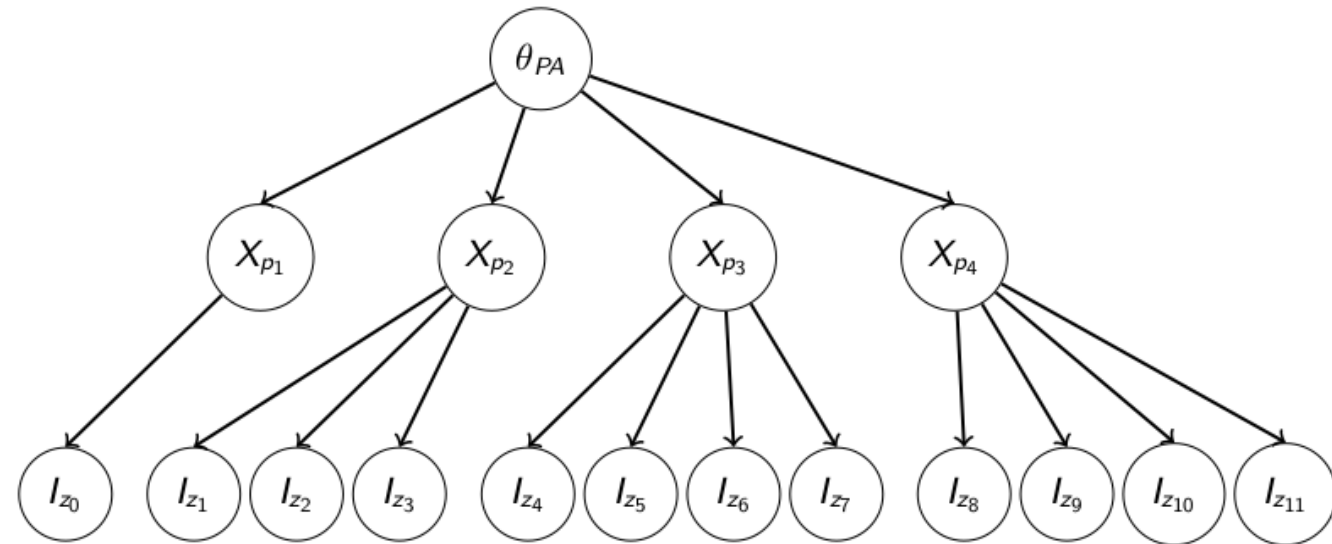 θ_PA
X_p₁ X_p₂ X_p₃ X_p₄
I_z₀ I_z₁ I_z₂ I_z₃ I_z₄ I_z₅ I_z₆ I_z₇ I_z₈ I_z₉ I_z₁₀ I_z₁₁